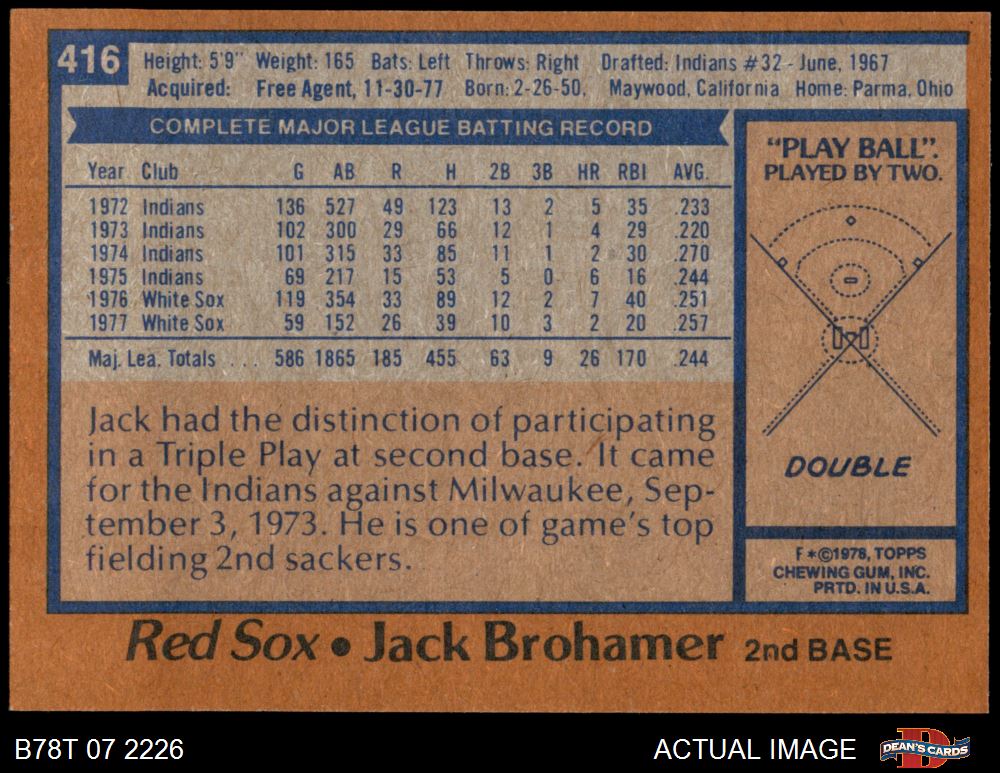 416
Height: 5'9" Weight: 165 Bats: Left Throws: Right Drafted: Indians #32 - June, 1967
Acquired: Free Agent, 11-30-77 Born: 2-26-50, Maywood, California Home: Parma, Ohio
COMPLETE MAJOR LEAGUE BATTING RECORD
Year Club G AB R H 2B 3B HR RBI AVG.
1972 Indians 136 527 49 123 13 2 5 35 .233
1973 Indians 102 300 29 66 12 1 4 29 .220
1974 Indians 101 315 33 85 11 1 2 30 .270
1975 Indians 69 217 15 53 5 0 6 16 .244
1976 White Sox 119 354 33 89 12 2 7 40 .251
1977 White Sox 59 152 26 39 10 3 2 20 .257
Maj. Lea. Totals . . . 586 1865 185 455 63 9 26 170 .244
Jack had the distinction of participating
in a Triple Play at second base. It came
for the Indians against Milwaukee, Sep-
tember 3, 1973. He is one of game's top
fielding 2nd sackers.
"PLAY BALL".
PLAYED BY TWO.
DOUBLE
F*©1978, TOPPS
CHEWING GUM, INC.
PRTD. IN U.S.A.
Red Sox • Jack Brohamer 2nd BASE
B78T 07 2226
ACTUAL IMAGE
DEAN'S CARDS